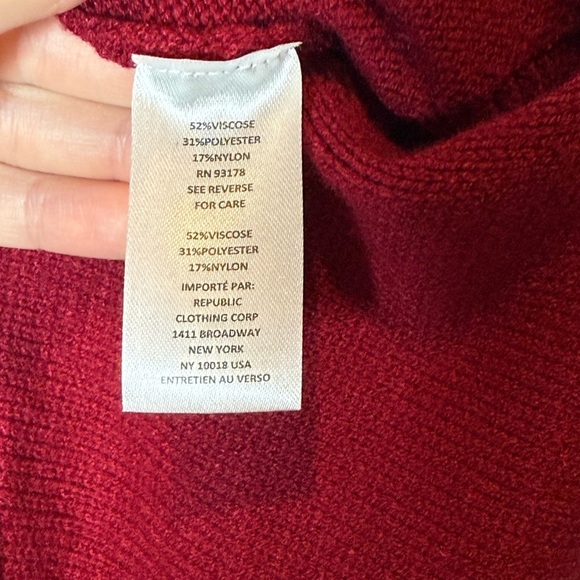 52%VISCOSE
31%POLYESTER
17%NYLON
RN 93178
SEE REVERSE
FOR CARE
52%VISCOSE
31%POLYESTER
17%NYLON
IMPORTÉ PAR:
REPUBLIC
CLOTHING CORP
1411 BROADWAY
NEW YORK
NY 10018 USA
ENTRETIEN AU VERSO